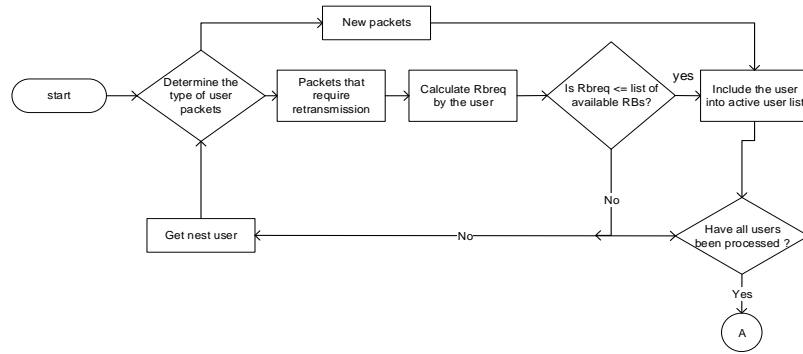 New packets
start
Determine the
type of user
packets
Packets that
require
retransmission
Calculate Rbreq
by the user
Is Rbreq <= list of
available RBs?
yes
Include the user
into active user list
No
Get nest user
No
Have all users
been processed ?
Yes
A